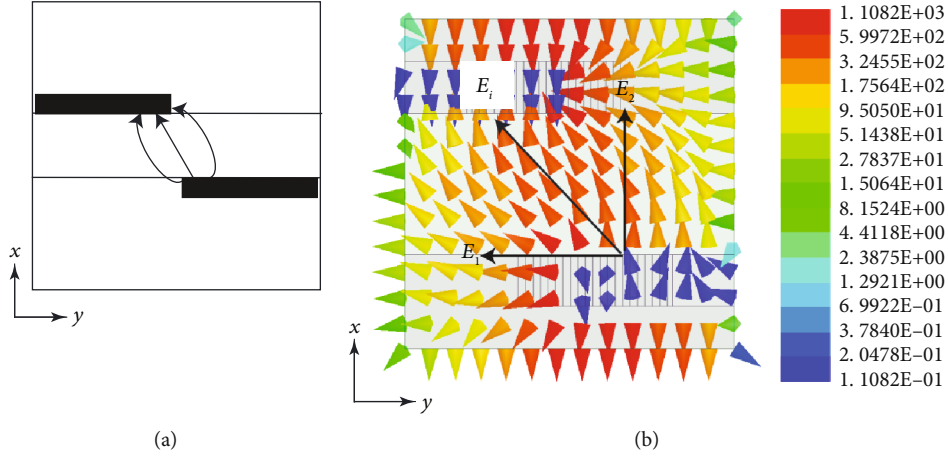 x
y
(a)
E_i
E_2
E_1
x
y
(b)
1. 1082E+03
5. 9972E+02
3.2455E+02
1.7564E+02
9. 5050E+01
5. 1438E+01
2. 7837E+01
1. 5064E+01
8. 1524E+00
4. 4118E+00
2. 3875E+00
1. 2921E+00
6. 9922E−01
3. 7840E−01
2. 0478E−01
1. 1082E−01